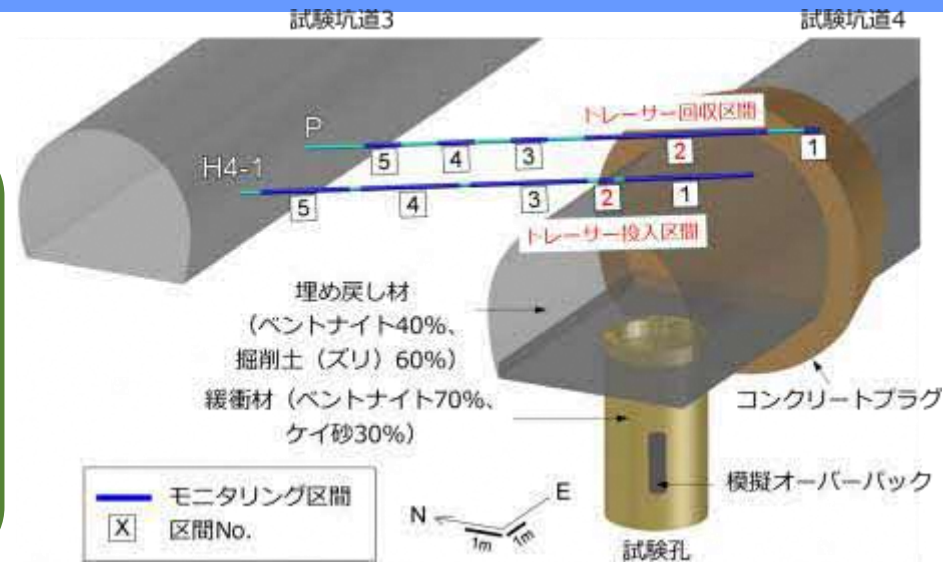 試験坑道3
試験坑道4
トレーサー回収区間
P
5
4
3
2
1
H4-1
5
4
3
2
1
トレーサー投入区間
埋め戻し材
(ベントナイト40%、
掘削土(ズリ)60%)
緩衝材(ベントナイト70%、
ケイ砂30%)
コンクリートプラグ
模擬オーバーパック
試験孔
モニタリング区間
X 区間No.
N
E
1m
1m